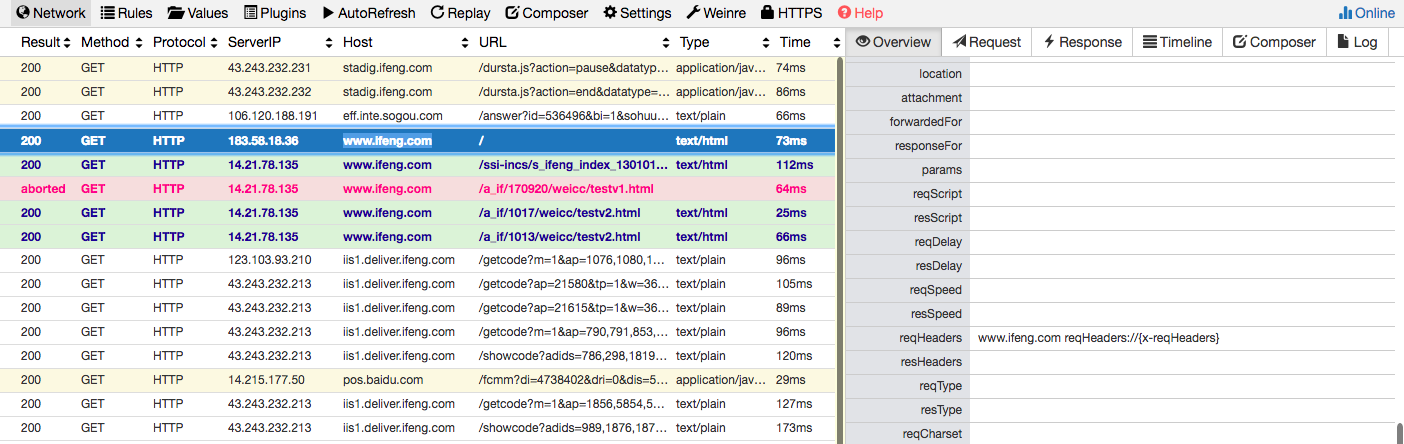 Network Rules Values Plugins AutoRefresh Replay Composer Settings Weinre HTTPS Help Online
Result Method Protocol ServerIP Host URL Type Time
200 GET HTTP 43.243.232.231 stadig.ifeng.com /dursta.js?action=pause&datatyp… application/jav… 74ms
200 GET HTTP 43.243.232.232 stadig.ifeng.com /dursta.js?action=end&datatype=… application/jav… 86ms
200 GET HTTP 106.120.188.191 eff.inte.sogou.com /answer?id=536496&bi=1&sohuu… text/plain 66ms
200 GET HTTP 183.58.18.36 www.ifeng.com / text/html 73ms
200 GET HTTP 14.21.78.135 www.ifeng.com /ssi-incs/s_ifeng_index_130101… text/html 112ms
aborted GET HTTP 14.21.78.135 www.ifeng.com /a_if/170920/weicc/testv1.html 64ms
200 GET HTTP 14.21.78.135 www.ifeng.com /a_if/1017/weicc/testv2.html text/html 25ms
200 GET HTTP 14.21.78.135 www.ifeng.com /a_if/1013/weicc/testv2.html text/html 66ms
200 GET HTTP 123.103.93.210 iis1.deliver.ifeng.com /getcode?m=1&ap=1076,1080,1… text/plain 96ms
200 GET HTTP 43.243.232.213 iis1.deliver.ifeng.com /getcode?ap=21580&tp=1&w=36… text/plain 105ms
200 GET HTTP 43.243.232.213 iis1.deliver.ifeng.com /getcode?ap=21615&tp=1&w=36… text/plain 89ms
200 GET HTTP 43.243.232.213 iis1.deliver.ifeng.com /getcode?m=1&ap=790,791,853,… text/plain 96ms
200 GET HTTP 43.243.232.213 iis1.deliver.ifeng.com /showcode?adids=786,298,1819… text/plain 120ms
200 GET HTTP 14.215.177.50 pos.baidu.com /fcmm?di=4738402&dri=0&dis=5… application/jav… 29ms
200 GET HTTP 43.243.232.213 iis1.deliver.ifeng.com /getcode?m=1&ap=1856,5854,5… text/plain 127ms
200 GET HTTP 43.243.232.213 iis1.deliver.ifeng.com /showcode?adids=989,1876,187… text/plain 173ms
Overview Request Response Timeline Composer Log
location
attachment
forwardedFor
responseFor
params
reqScript
resScript
reqDelay
resDelay
reqSpeed
resSpeed
reqHeaders www.ifeng.com reqHeaders://{x-reqHeaders}
resHeaders
reqType
resType
reqCharset